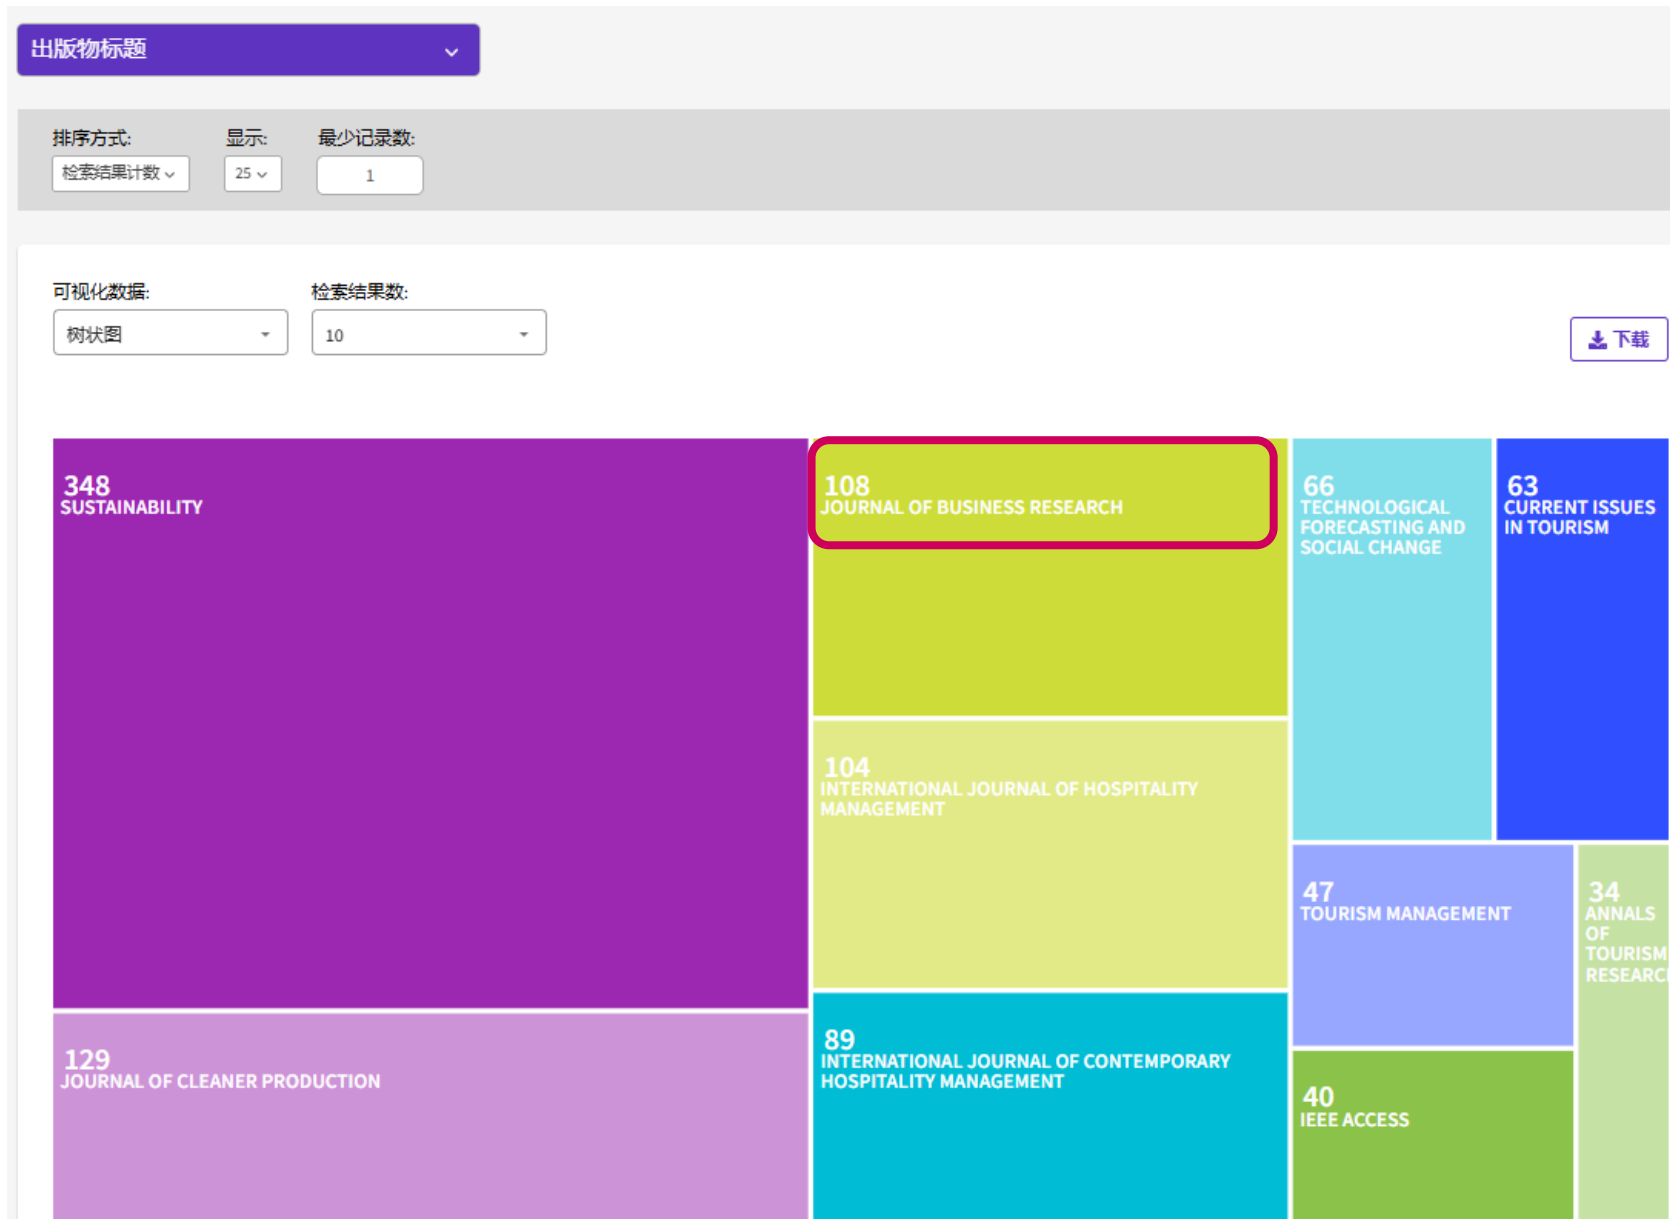 出版物标题
排序方式:
显示:
最少记录数:
检索结果计数
25
1
可视化数据:
检索结果数:
树状图
10
下载
348
SUSTAINABILITY
129
JOURNAL OF CLEANER PRODUCTION
108
JOURNAL OF BUSINESS RESEARCH
104
INTERNATIONAL JOURNAL OF HOSPITALITY
MANAGEMENT
89
INTERNATIONAL JOURNAL OF CONTEMPORARY
HOSPITALITY MANAGEMENT
66
TECHNOLOGICAL
FORECASTING AND
SOCIAL CHANGE
63
CURRENT ISSUES
IN TOURISM
47
TOURISM MANAGEMENT
40
IEEE ACCESS
34
ANNALS
OF
TOURISM
RESEARC